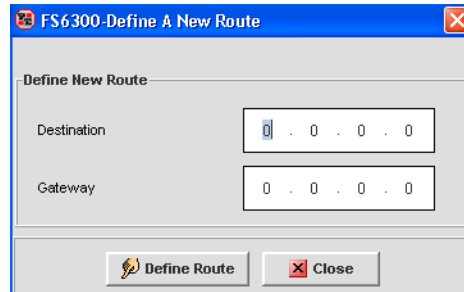 FS6300-Define A New Route
Define New Route
Destination 0 . 0 . 0 . 0
Gateway 0 . 0 . 0 . 0
Define Route Close